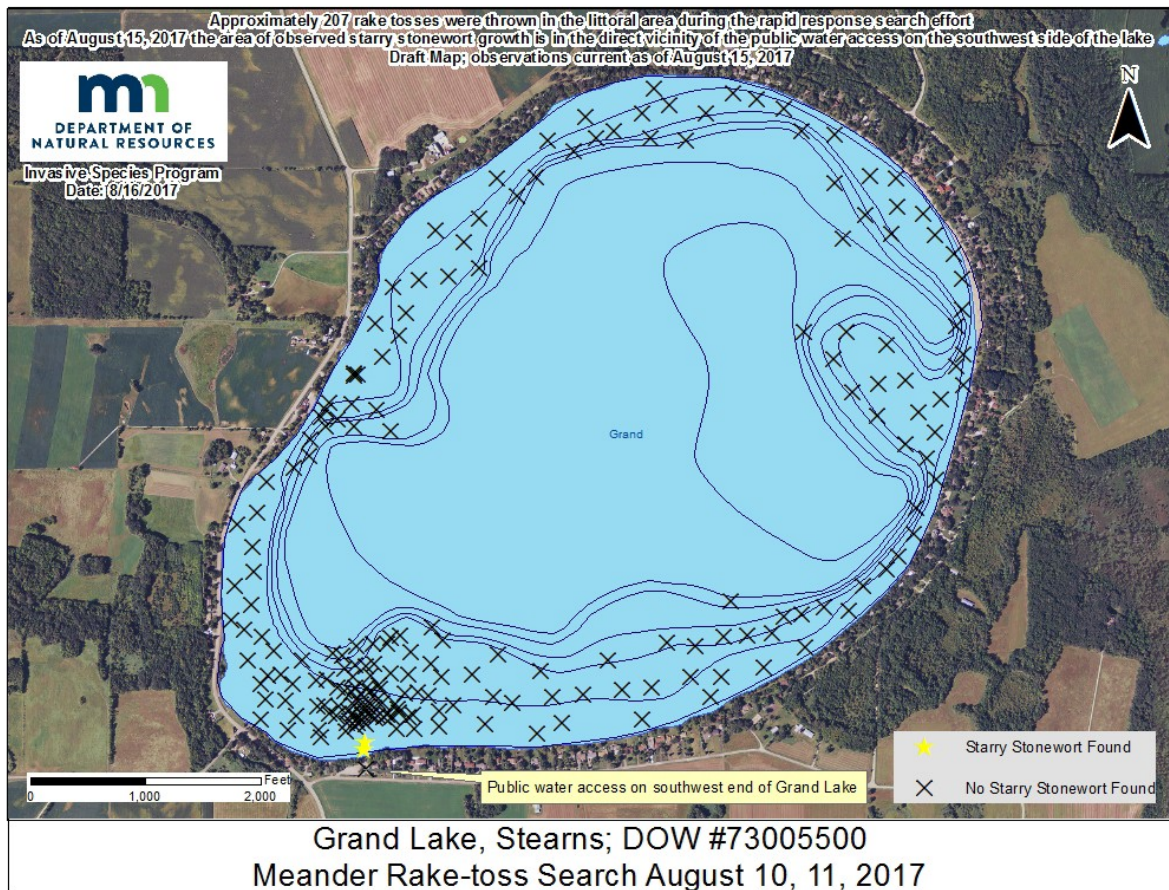 Approximately 207 rake tosses were thrown in the littoral area during the rapid response search effort
As of August 15, 2017 the area of observed starry stonewort growth is in the direct vicinity of the public water access on the southwest side of the lake
Draft Map; observations current as of August 15, 2017
N
mn
DEPARTMENT OF
NATURAL RESOURCES
Invasive Species Program
Date: 8/16/2017
Grand
Starry Stonewort Found
No Starry Stonewort Found
Feet
0 1,000 2,000
Public water access on southwest end of Grand Lake
Grand Lake, Stearns; DOW #73005500
Meander Rake-toss Search August 10, 11, 2017